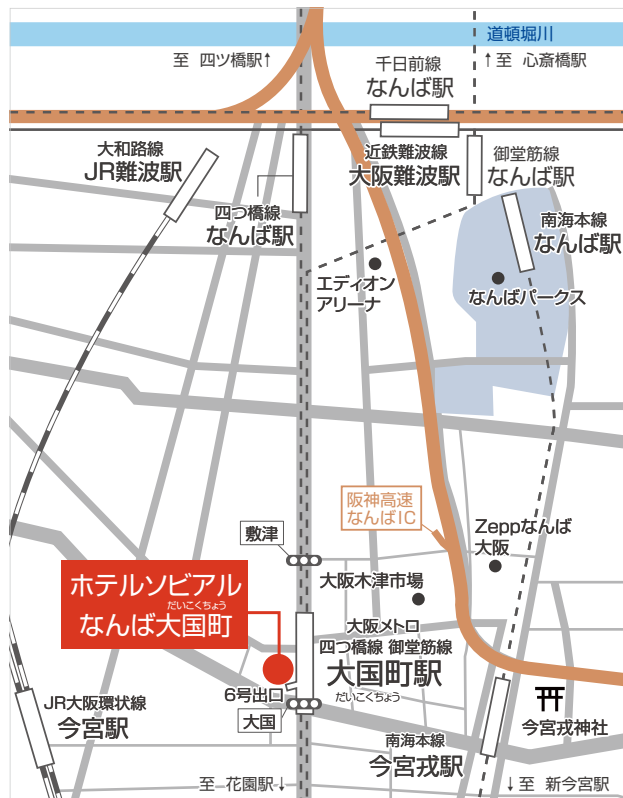 道頓堀川
至 四ツ橋駅↑
↑至 心斎橋駅
千日前線
なんば駅
大和路線
JR難波駅
近鉄難波線
大阪難波駅
御堂筋線
なんば駅
四つ橋線
なんば駅
南海本線
なんば駅
エディオン
アリーナ
なんばパークス
阪神高速
なんばIC
敷津
Zeppなんば
大阪
大阪木津市場
ホテルソビアル
だいこくちょう
なんば大国町
大阪メトロ
四つ橋線 御堂筋線
大国町駅
だいこくちょう
6号出口
大国
JR大阪環状線
今宮駅
今宮戎神社
南海本線
今宮戎駅
至 花園駅↓
↓至 新今宮駅